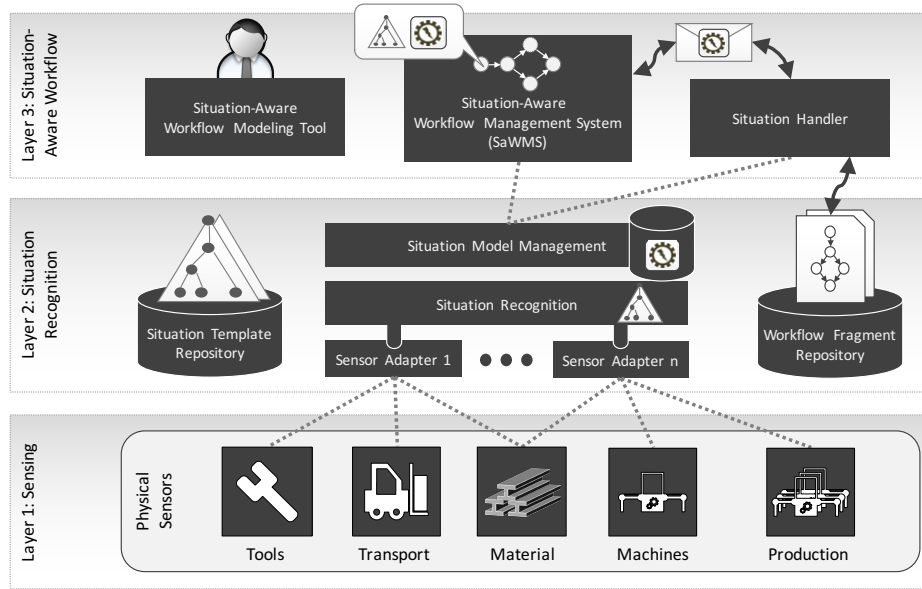 Layer 3: Situation-
Aware Workflow
Situation-Aware
Workflow Modeling Tool
Situation-Aware
Workflow Management System
(SaWMS)
Situation Handler
Layer 2: Situation
Recognition
Situation Template
Repository
Situation Model Management
Situation Recognition
Sensor Adapter 1
Sensor Adapter n
Workflow Fragment
Repository
Layer 1: Sensing
Physical
Sensors
Tools
Transport
Material
Machines
Production